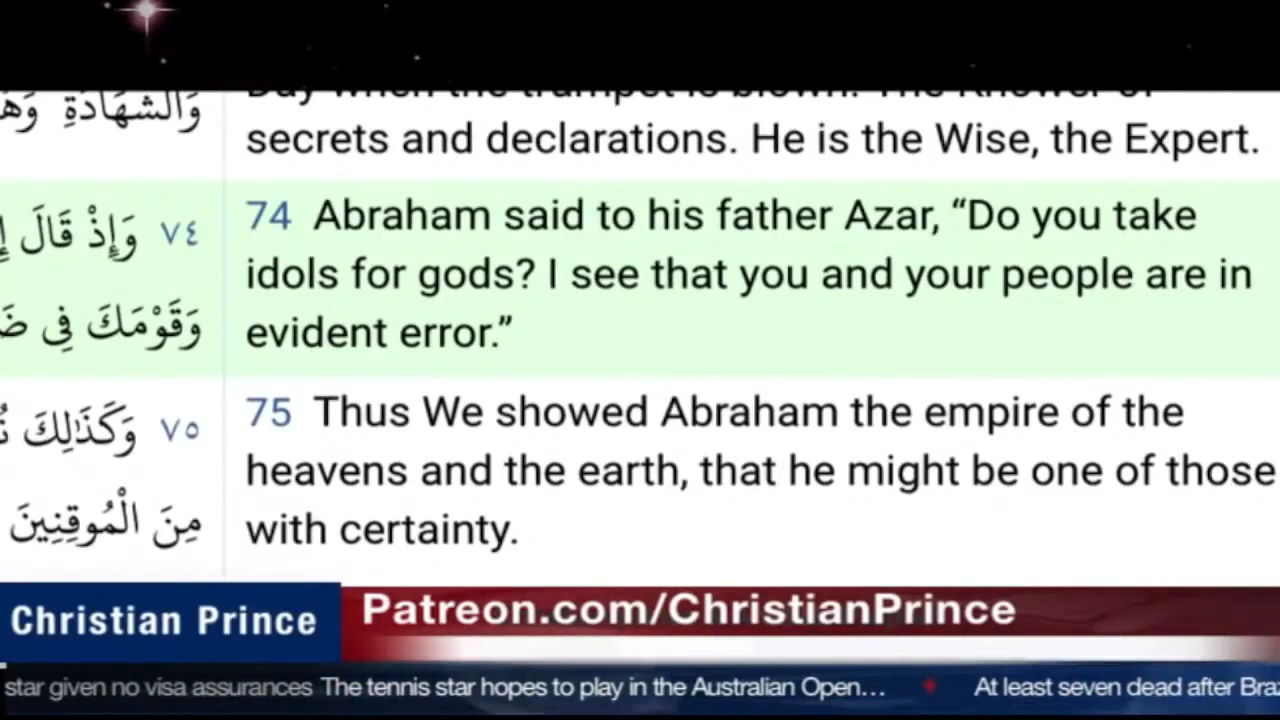 وَالشَّهَادَةِ
secrets and declarations. He is the Wise, the Expert.
74 Abraham said to his father Azar, “Do you take
idols for gods? I see that you and your people are in
evident error.”
٧٤ وَإِذْ قَالَ
وَقَوْمَكَ فِى
75 Thus We showed Abraham the empire of the
heavens and the earth, that he might be one of those
with certainty.
٧٥ وَكَذَٰلِكَ
مِنَ الْمُوقِنِينَ
Christian Prince
Patreon.com/ChristianPrince
star given no visa assurances The tennis star hopes to play in the Australian Open... At least seven dead after